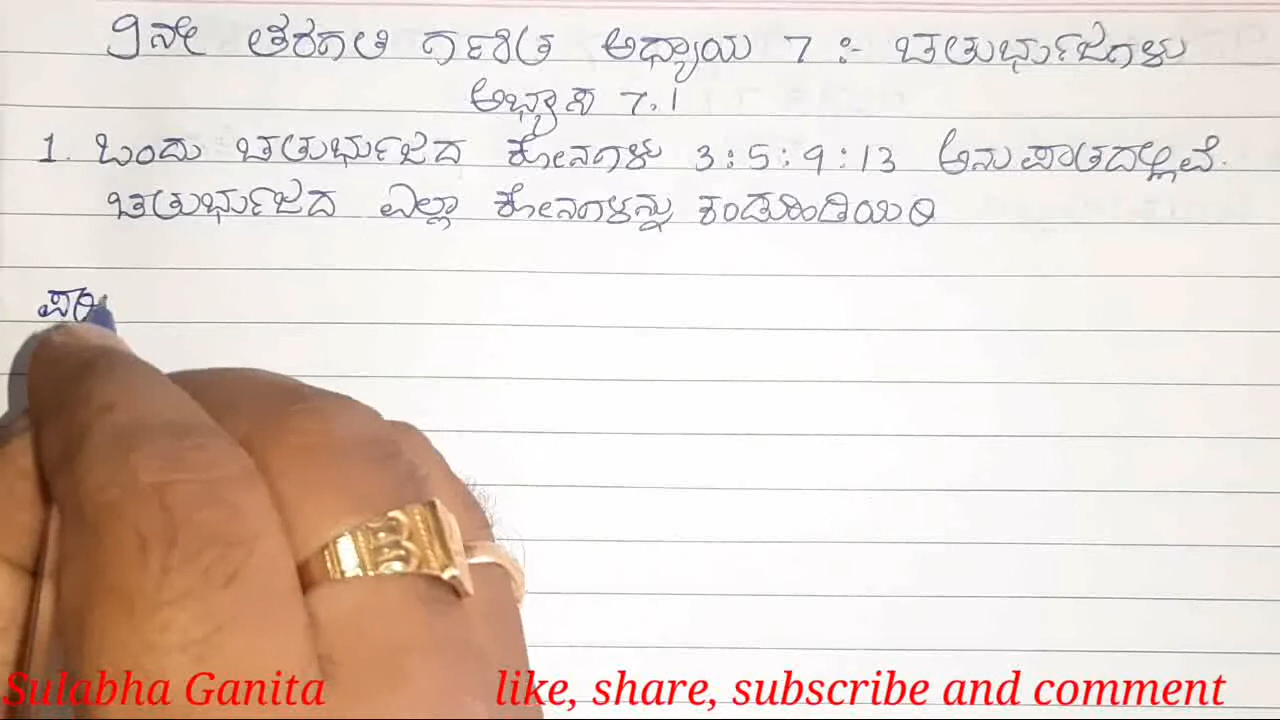 9ನೇ ತರಗತಿ ಗಣಿತ ಅಧ್ಯಾಯ 7 :- ಚತುರ್ಭುಜಗಳು
ಅಭ್ಯಾಸ 7.1
1. ಒಂದು ಚತುರ್ಭುಜದ ಕೋನಗಳು 3:5:9:13 ಅನುಪಾತದಲ್ಲಿವೆ.
ಚತುರ್ಭುಜದ ಎಲ್ಲಾ ಕೋನಗಳನ್ನು ಕಂಡುಹಿಡಿಯಿರಿ
ಪರಿ
Sulabha Ganita like, share, subscribe and comment